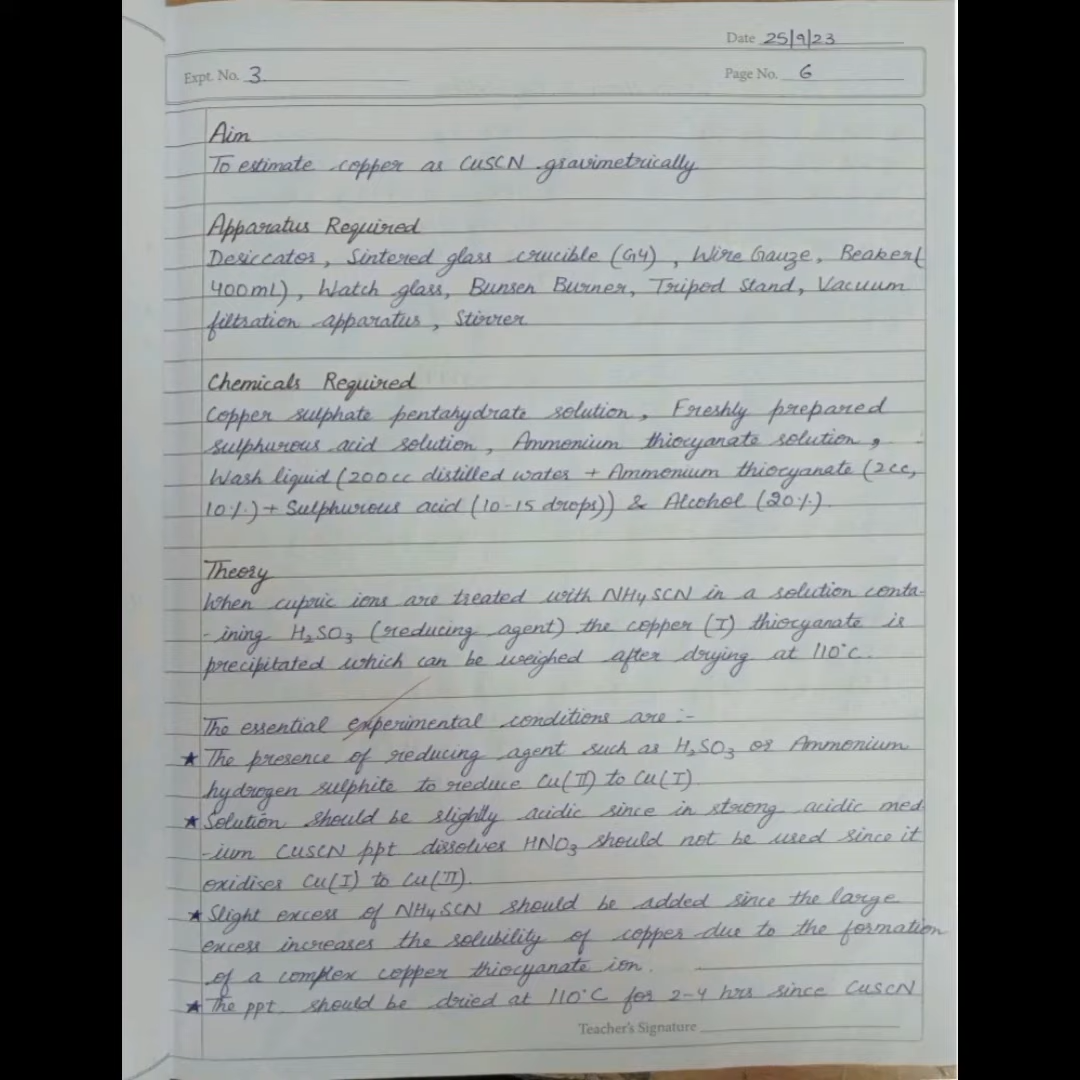 Date 25/9/23
Expt. No. 3
Page No. 6
Aim
To estimate copper as CuSCN gravimetrically
Apparatus Required
Desiccator, Sintered glass crucible (G4), Wire Gauze, Beaker(
400mL), Watch glass, Bunsen Burner, Tripod Stand, Vacuum
filtration apparatus, Stirrer
Chemicals Required
Copper sulphate pentahydrate solution, Freshly prepared
sulphurous acid solution, Ammonium thiocyanate solution,
Wash liquid (200cc distilled water + Ammonium thiocyanate (2cc,
10%) + Sulphurous acid (10-15 drops)) & Alcohol (20%).
Theory
When cupric ions are treated with NH4SCN in a solution conta-
-ining H2SO3 (reducing agent) the copper (I) thiocyanate is
precipitated which can be weighed after drying at 110°C.
The essential experimental conditions are :-
★ The presence of reducing agent such as H2SO3 or Ammonium
hydrogen sulphite to reduce Cu(II) to Cu(I)
★ Solution should be slightly acidic since in strong acidic med-
-ium CuSCN ppt dissolves HNO3 should not be used since it
oxidises Cu(I) to Cu(II).
★ Slight excess of NH4SCN should be added since the large
excess increases the solubility of copper due to the formation
of a complex copper thiocyanate ion.
★ The ppt. should be dried at 110°C for 2-4 hrs since CuSCN
Teacher's Signature